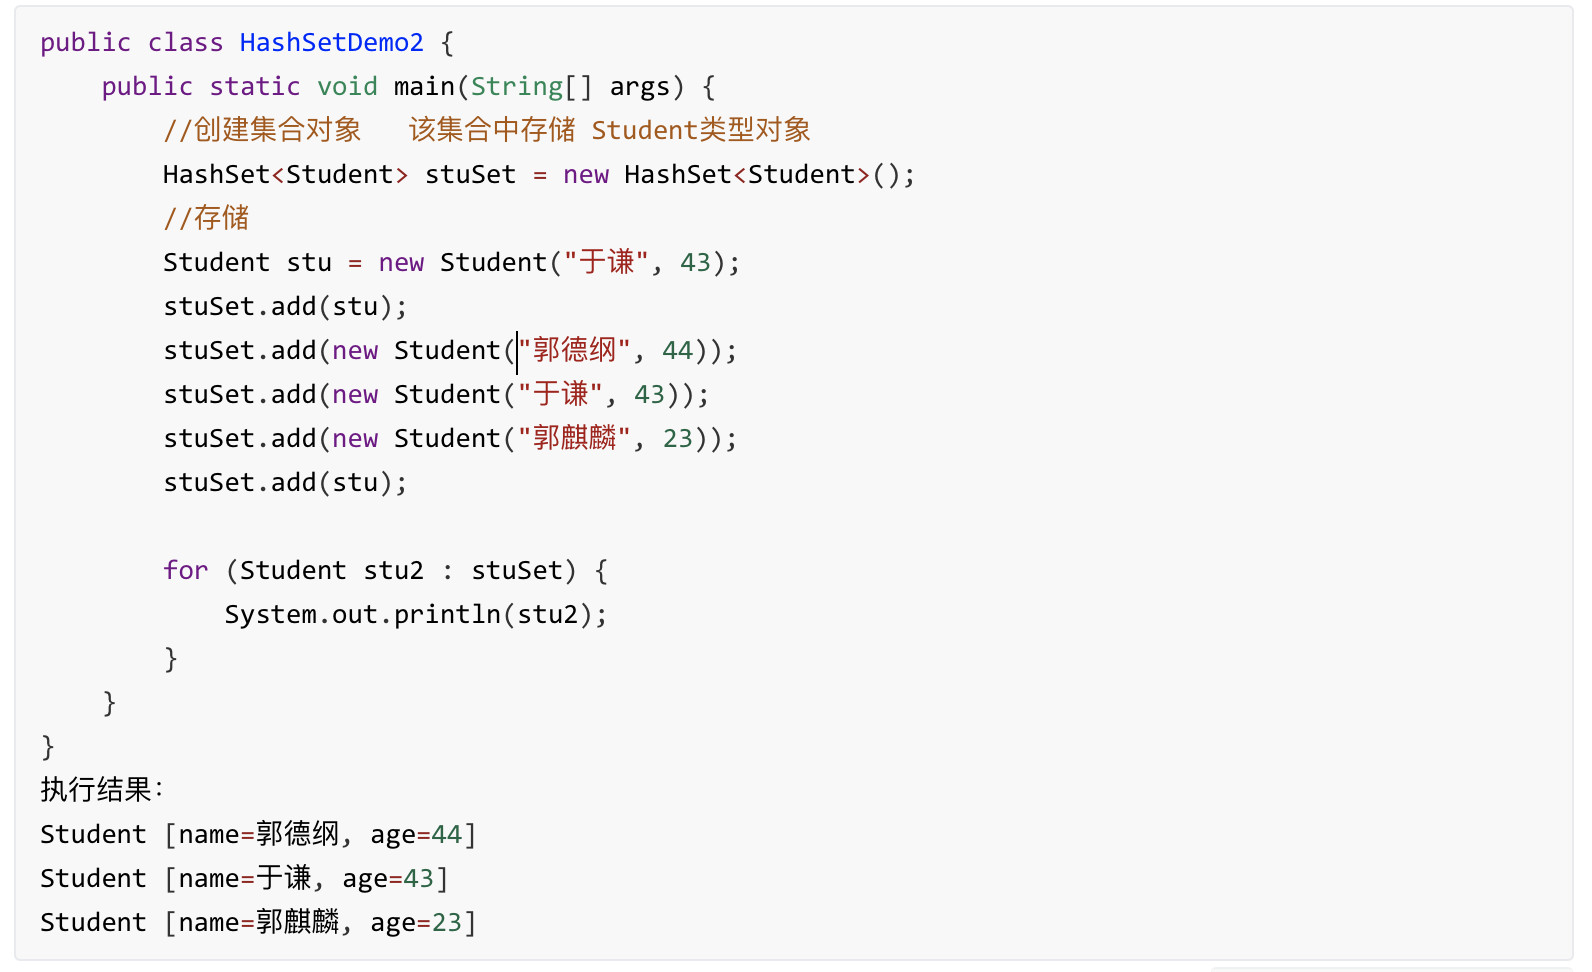 public class HashSetDemo2 {
    public static void main(String[] args) {
        //创建集合对象   该集合中存储 Student类型对象
        HashSet<Student> stuSet = new HashSet<Student>();
        //存储
        Student stu = new Student("于谦", 43);
        stuSet.add(stu);
        stuSet.add(new Student("郭德纲", 44));
        stuSet.add(new Student("于谦", 43));
        stuSet.add(new Student("郭麒麟", 23));
        stuSet.add(stu);

        for (Student stu2 : stuSet) {
            System.out.println(stu2);
        }
    }
}
执行结果:
Student [name=郭德纲, age=44]
Student [name=于谦, age=43]
Student [name=郭麒麟, age=23]